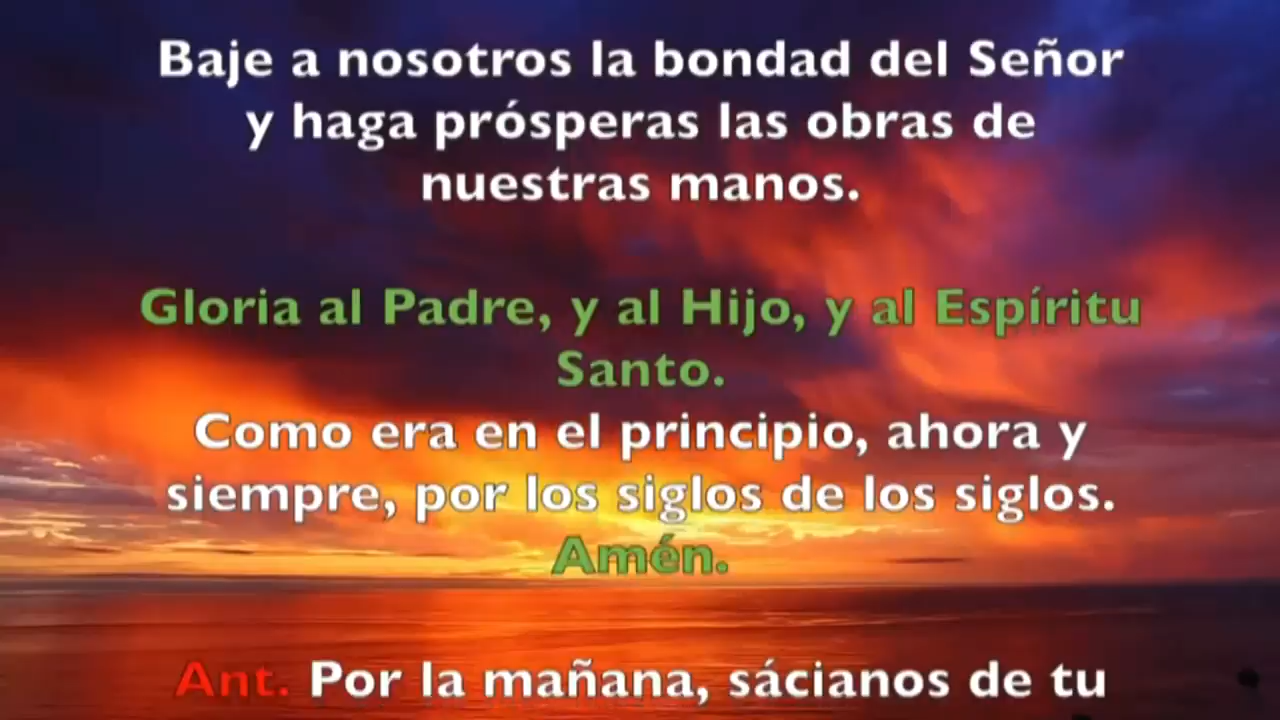 Baje a nosotros la bondad del Señor
y haga prósperas las obras de
nuestras manos.
Gloria al Padre, y al Hijo, y al Espíritu
Santo.
Como era en el principio, ahora y
siempre, por los siglos de los siglos.
Amén.
Ant. Por la mañana, sácianos de tu